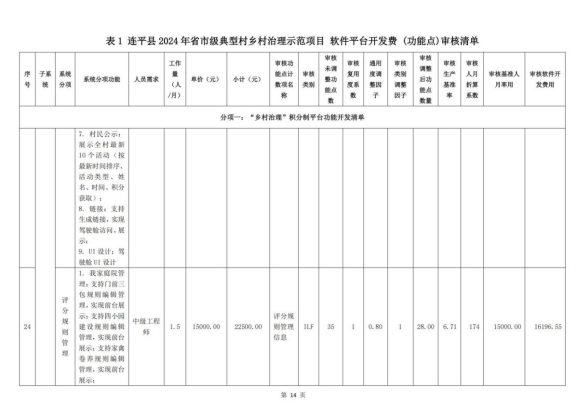 表 1 连平县 2024 年省市级典型村乡村治理示范项目 软件平台开发费（功能点)审核清单
序号
子系统
系统分项
系统分项功能
人员需求
工作量（人/月）
单价（元）
小计（元）
审核功能点计数项名称
审核类别
审核未调整功能点数
审核复用度系数
通用度调整因子
审核类别调整因子
审核调整后功能点数量
审核生产基准率
审核人月折算系数
审核基准人月率用
审核软件开发费用
分项一：“乡村治理”积分制平台功能开发清单
7. 村民公示：
展示全村最新
10 个活动（按
最新时间排序、
活动类型、姓
名、时间、积分
获取）;
8. 链接：支持
生成链接，实现
驾驶舱访问、展
示;
9. UI 设计：驾
驶舱 UI 设计
24
评分规则管理
1. 我家庭院管
理：支持门前三
包规则编辑管
理，实现前台展
示：支持四小园
建设规则编辑
管理，实现前台
展示：支持家禽
卷养规则编辑
管理，实现前台
展示：
中级工程师
1.5
15000.00
22500.00
评分规则管理信息
ILF
35
1
0.80
1
28.00
6.71
174
15000.00
16196.55
第 14 页